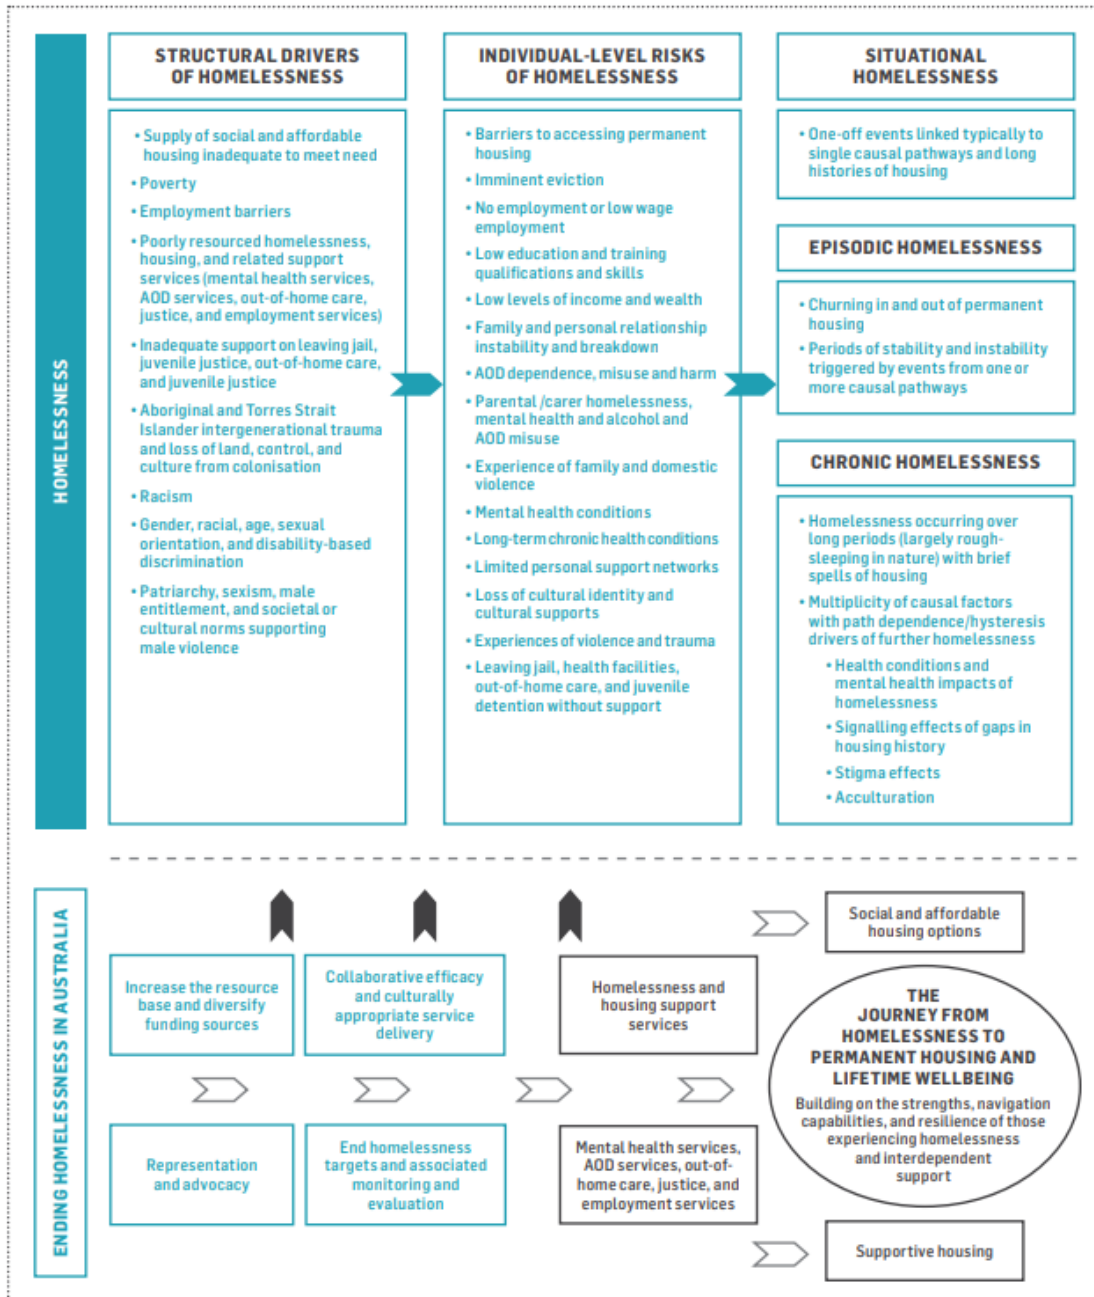 STRUCTURAL DRIVERS
OF HOMELESSNESS
• Supply of social and affordable
housing inadequate to meet need
• Poverty
• Employment barriers
• Poorly resourced homelessness,
housing, and related support
services (mental health services,
AOD services, out-of-home care,
justice, and employment services)
• Inadequate support on leaving jail,
juvenile justice, out-of-home care,
and juvenile justice
• Aboriginal and Torres Strait
Islander intergenerational trauma
and loss of land, control, and
culture from colonisation
• Racism
• Gender, racial, age, sexual
orientation, and disability-based
discrimination
• Patriarchy, sexism, male
entitlement, and societal or
cultural norms supporting
male violence
INDIVIDUAL-LEVEL RISKS
OF HOMELESSNESS
• Barriers to accessing permanent
housing
• Imminent eviction
• No employment or low wage
employment
• Low education and training
qualifications and skills
• Low levels of income and wealth
• Family and personal relationship
instability and breakdown
• AOD dependence, misuse and harm
• Parental /carer homelessness,
mental health and alcohol and
AOD misuse
• Experience of family and domestic
violence
• Mental health conditions
• Long-term chronic health conditions
• Limited personal support networks
• Loss of cultural identity and
cultural supports
• Experiences of violence and trauma
• Leaving jail, health facilities,
out-of-home care, and juvenile
detention without support
SITUATIONAL
HOMELESSNESS
• One-off events linked typically to
single causal pathways and long
histories of housing
EPISODIC HOMELESSNESS
• Churning in and out of permanent
housing
• Periods of stability and instability
triggered by events from one or
more causal pathways
CHRONIC HOMELESSNESS
• Homelessness occurring over
long periods (largely rough-
sleeping in nature) with brief
spells of housing
• Multiplicity of causal factors
with path dependence/hysteresis
drivers of further homelessness
• Health conditions and
mental health impacts of
homelessness
• Signalling effects of gaps in
housing history
• Stigma effects
• Acculturation
HOMELESSNESS
ENDING HOMELESSNESS IN AUSTRALIA
Increase the resource
base and diversify
funding sources
Collaborative efficacy
and culturally
appropriate service
delivery
Homelessness and
housing support
services
Representation
and advocacy
End homelessness
targets and associated
monitoring and
evaluation
Mental health services,
AOD services, out-of-
home care, justice, and
employment services
Social and affordable
housing options
THE
JOURNEY FROM
HOMELESSNESS TO
PERMANENT HOUSING AND
LIFETIME WELLBEING
Building on the strengths, navigation
capabilities, and resilience of those
experiencing homelessness
and interdependent
support
Supportive housing